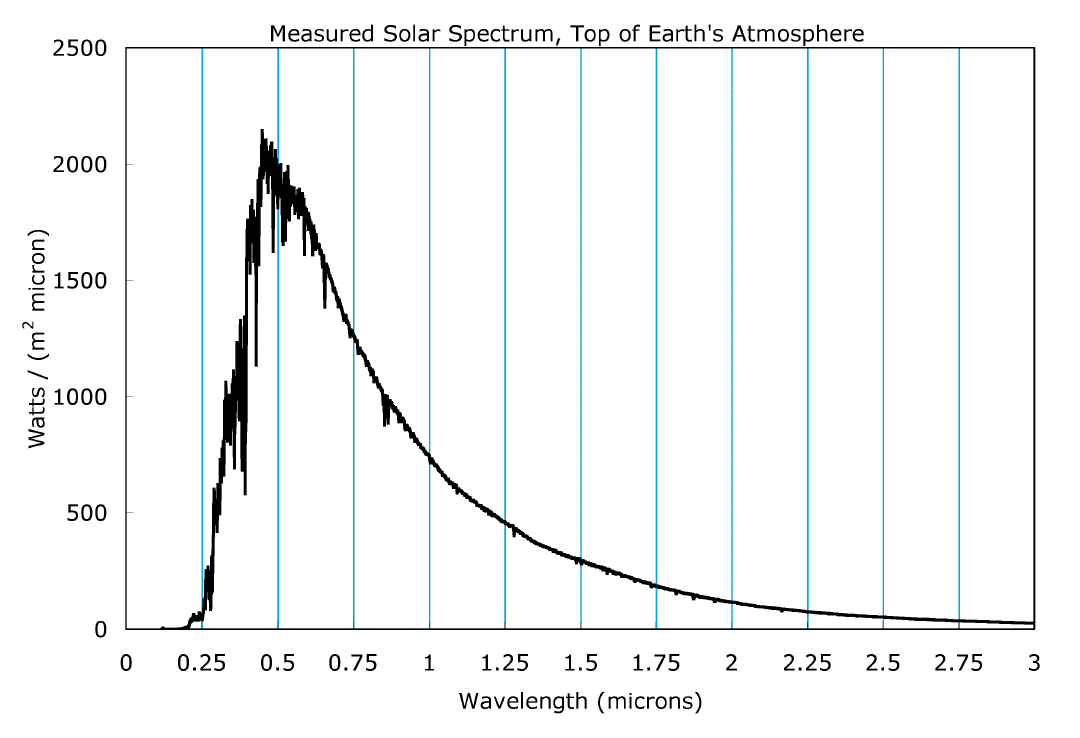 Measured Solar Spectrum, Top of Earth's Atmosphere
2500
2000
1500
1000
500
0
Watts / (m² micron)
0 0.25 0.5 0.75 1 1.25 1.5 1.75 2 2.25 2.5 2.75 3
Wavelength (microns)